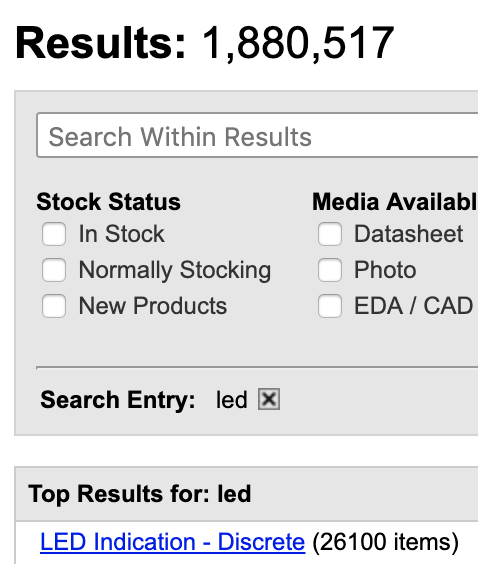 Results: 1,880,517
Search Within Results
Stock Status Media Availabl
In Stock Datasheet
Normally Stocking Photo
New Products EDA / CAD
Search Entry: led
Top Results for: led
LED Indication - Discrete (26100 items)